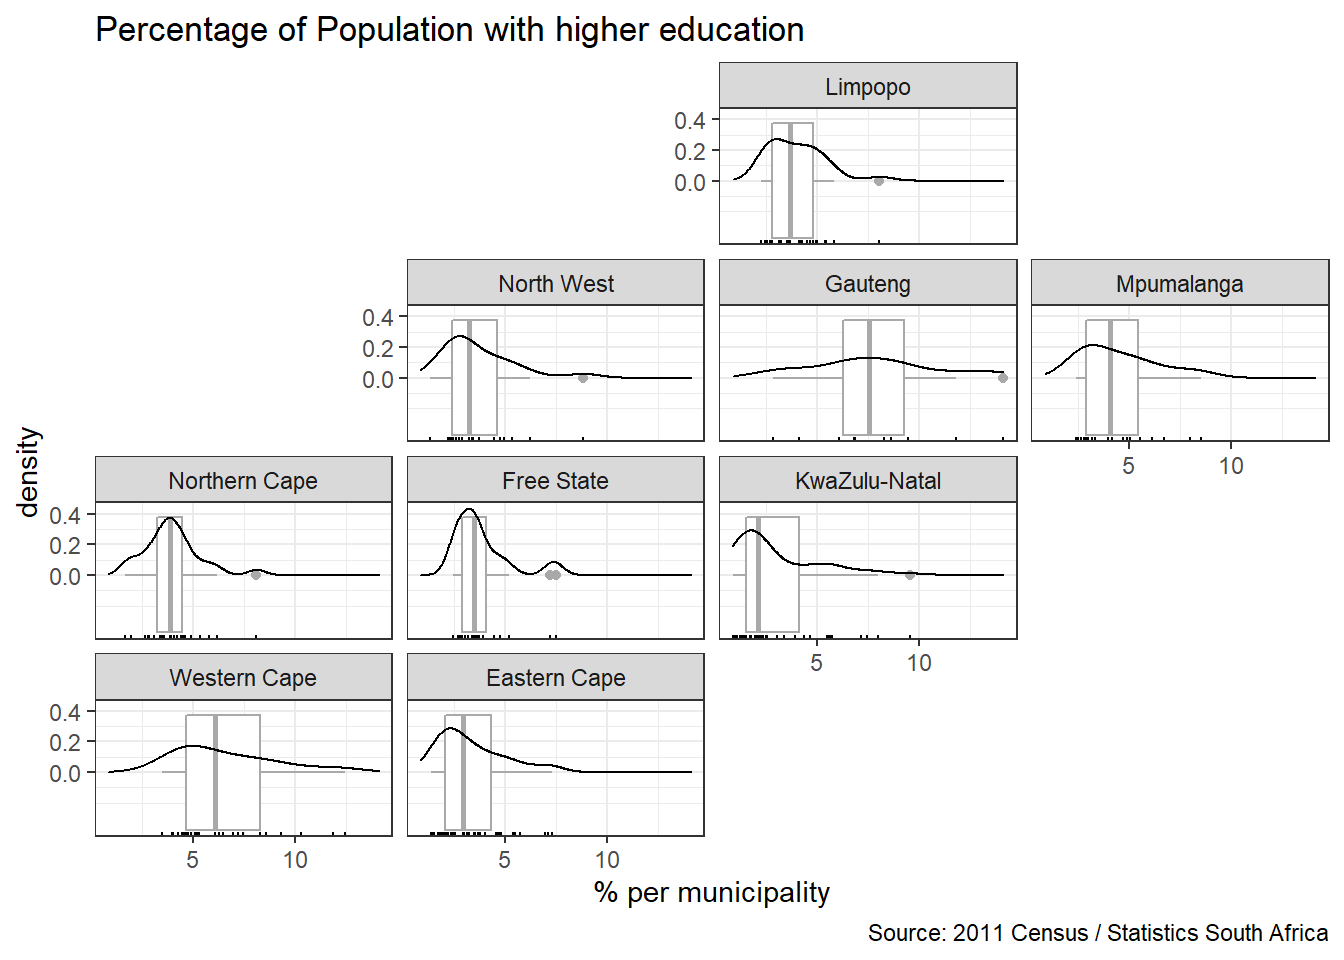 Percentage of Population with higher education
Limpopo
0.4
0.2
0.0
North West
Gauteng
Mpumalanga
0.4
0.2
0.0
5
10
density
Northern Cape
Free State
KwaZulu-Natal
0.4
0.2
0.0
5
10
Western Cape
Eastern Cape
0.4
0.2
0.0
5
10
5
10
% per municipality
Source: 2011 Census / Statistics South Africa